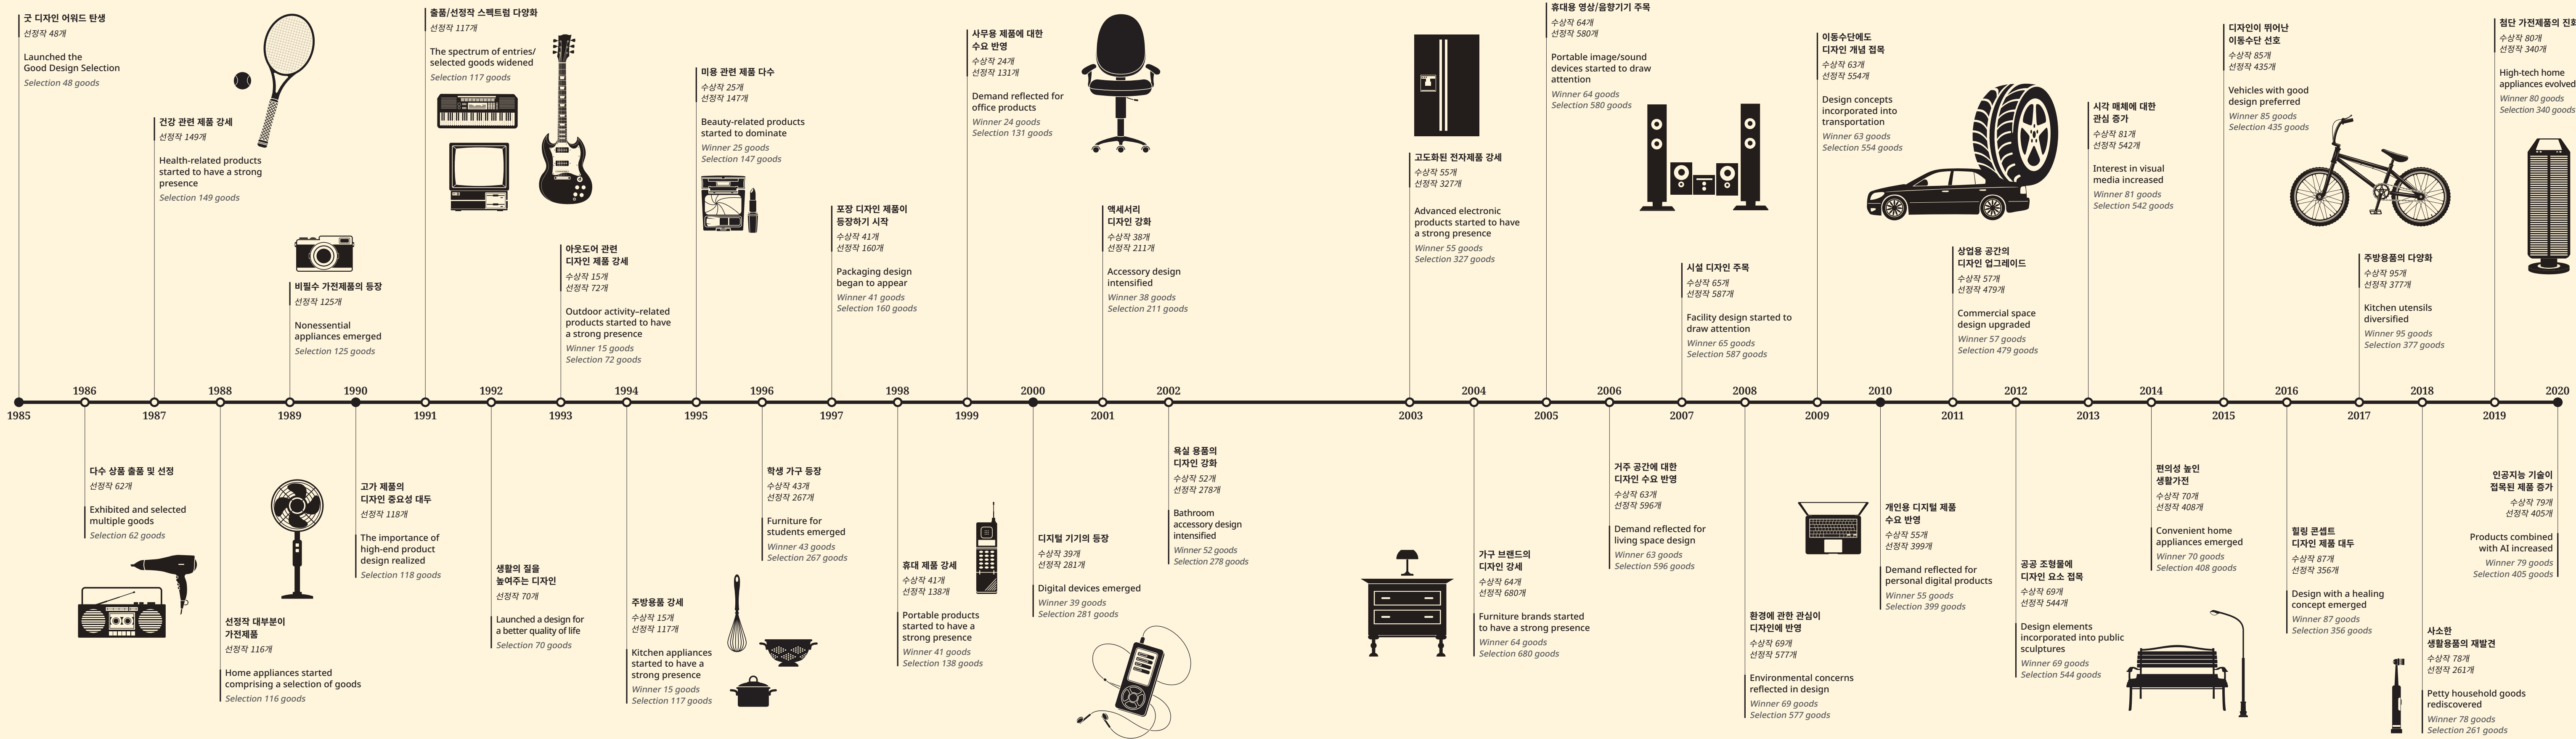 굿 디자인 어워드 탄생
선정작 48개
Launched the
Good Design Selection
Selection 48 goods
건강 관련 제품 강세
선정작 149개
Health-related products
started to have a strong
presence
Selection 149 goods
비필수 가전제품의 등장
선정작 125개
Nonessential
appliances emerged
Selection 125 goods
출품/선정작 스펙트럼 다양화
선정작 117개
The spectrum of entries/
selected goods widened
Selection 117 goods
아웃도어 관련
디자인 제품 강세
수상작 15개
선정작 72개
Outdoor activity–related
products started to have
a strong presence
Winner 15 goods
Selection 72 goods
미용 관련 제품 다수
수상작 25개
선정작 147개
Beauty-related products
started to dominate
Winner 25 goods
Selection 147 goods
포장 디자인 제품이
등장하기 시작
수상작 41개
선정작 160개
Packaging design
began to appear
Winner 41 goods
Selection 160 goods
사무용 제품에 대한
수요 반영
수상작 24개
선정작 131개
Demand reflected for
office products
Winner 24 goods
Selection 131 goods
액세서리
디자인 강화
수상작 38개
선정작 211개
Accessory design
intensified
Winner 38 goods
Selection 211 goods
고도화된 전자제품 강세
수상작 55개
선정작 327개
Advanced electronic
products started to have
a strong presence
Winner 55 goods
Selection 327 goods
휴대용 영상/음향기기 주목
수상작 64개
선정작 580개
Portable image/sound
devices started to draw
attention
Winner 64 goods
Selection 580 goods
시설 디자인 주목
수상작 65개
선정작 587개
Facility design started to
draw attention
Winner 65 goods
Selection 587 goods
이동수단에도
디자인 개념 접목
수상작 63개
선정작 554개
Design concepts
incorporated into
transportation
Winner 63 goods
Selection 554 goods
상업용 공간의
디자인 업그레이드
수상작 57개
선정작 479개
Commercial space
design upgraded
Winner 57 goods
Selection 479 goods
시각 매체에 대한
관심 증가
수상작 81개
선정작 542개
Interest in visual
media increased
Winner 81 goods
Selection 542 goods
디자인이 뛰어난
이동수단 선호
수상작 85개
선정작 435개
Vehicles with good
design preferred
Winner 85 goods
Selection 435 goods
주방용품의 다양화
수상작 95개
선정작 377개
Kitchen utensils
diversified
Winner 95 goods
Selection 377 goods
첨단 가전제품의
수상작 80개
선정작 340개
High-tech home
appliances evolved
Winner 80 goods
Selection 340 goods
1986 1988 1990 1992 1994 1996 1998 2000 2002 2004 2006 2008 2010 2012 2014 2016 2018 2020
1985 1987 1989 1991 1993 1995 1997 1999 2001 2003 2005 2007 2009 2011 2013 2015 2017 2019
다수 상품 출품 및 선정
선정작 62개
Exhibited and selected
multiple goods
Selection 62 goods
선정작 대부분이
가전제품
선정작 116개
Home appliances started
comprising a selection of goods
Selection 116 goods
고가 제품의
디자인 중요성 대두
선정작 118개
The importance of
high-end product
design realized
Selection 118 goods
생활의 질을
높여주는 디자인
선정작 70개
Launched a design for
a better quality of life
Selection 70 goods
주방용품 강세
수상작 15개
선정작 117개
Kitchen appliances
started to have a
strong presence
Winner 15 goods
Selection 117 goods
학생 가구 등장
수상작 43개
선정작 267개
Furniture for
students emerged
Winner 43 goods
Selection 267 goods
휴대 제품 강세
수상작 41개
선정작 138개
Portable products
started to have a
strong presence
Winner 41 goods
Selection 138 goods
디지털 기기의 등장
수상작 39개
선정작 281개
Digital devices emerged
Winner 39 goods
Selection 281 goods
욕실 용품의
디자인 강화
수상작 52개
선정작 278개
Bathroom
accessory design
intensified
Winner 52 goods
Selection 278 goods
가구 브랜드의
디자인 강세
수상작 64개
선정작 680개
Furniture brands started
to have a strong presence
Winner 64 goods
Selection 680 goods
거주 공간에 대한
디자인 수요 반영
수상작 63개
선정작 596개
Demand reflected for
living space design
Winner 63 goods
Selection 596 goods
환경에 관한 관심이
디자인에 반영
수상작 69개
선정작 577개
Environmental concerns
reflected in design
Winner 69 goods
Selection 577 goods
개인용 디지털 제품
수요 반영
수상작 55개
선정작 399개
Demand reflected for
personal digital products
Winner 55 goods
Selection 399 goods
공공 조형물에
디자인 요소 접목
수상작 69개
선정작 544개
Design elements
incorporated into public
sculptures
Winner 69 goods
Selection 544 goods
편의성 높인
생활가전
수상작 70개
선정작 408개
Convenient home
appliances emerged
Winner 70 goods
Selection 408 goods
힐링 콘셉트
디자인 제품 대두
수상작 87개
선정작 356개
Design with a healing
concept emerged
Winner 87 goods
Selection 356 goods
사소한
생활용품의 재발견
수상작 78개
선정작 261개
Petty household goods
rediscovered
Winner 78 goods
Selection 261 goods
인공지능 기술이
접목된 제품 증가
수상작 79개
선정작 405개
Products combined
with AI increased
Winner 79 goods
Selection 405 goods